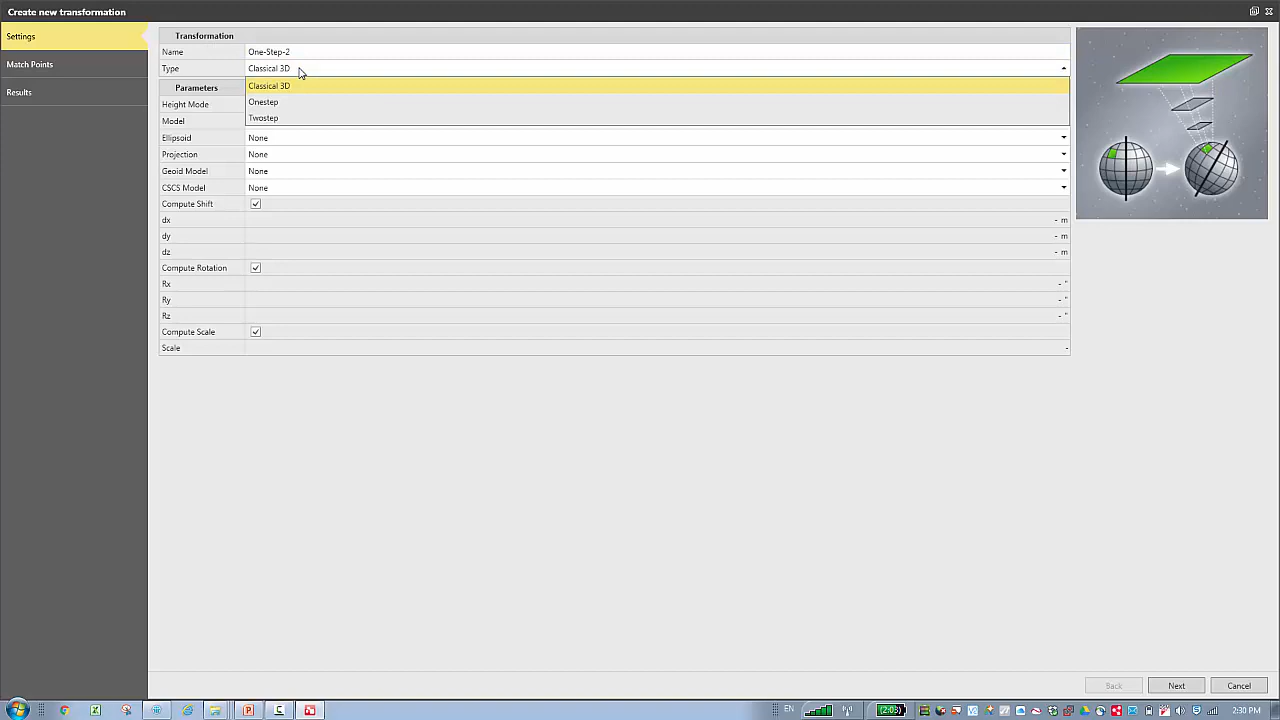 Create new transformation
Settings
Match Points
Results
Transformation
Name One-Step-2
Type Classical 3D
Classical 3D
Parameters
Onestep
Height Mode
Twostep
Model
Ellipsoid None
Projection None
Geoid Model None
CSCS Model None
Compute Shift
dx - m
dy - m
dz - m
Compute Rotation
Rx - "
Ry - "
Rz - "
Compute Scale
Scale -
Back Next Cancel
EN 2:03 2:30 PM